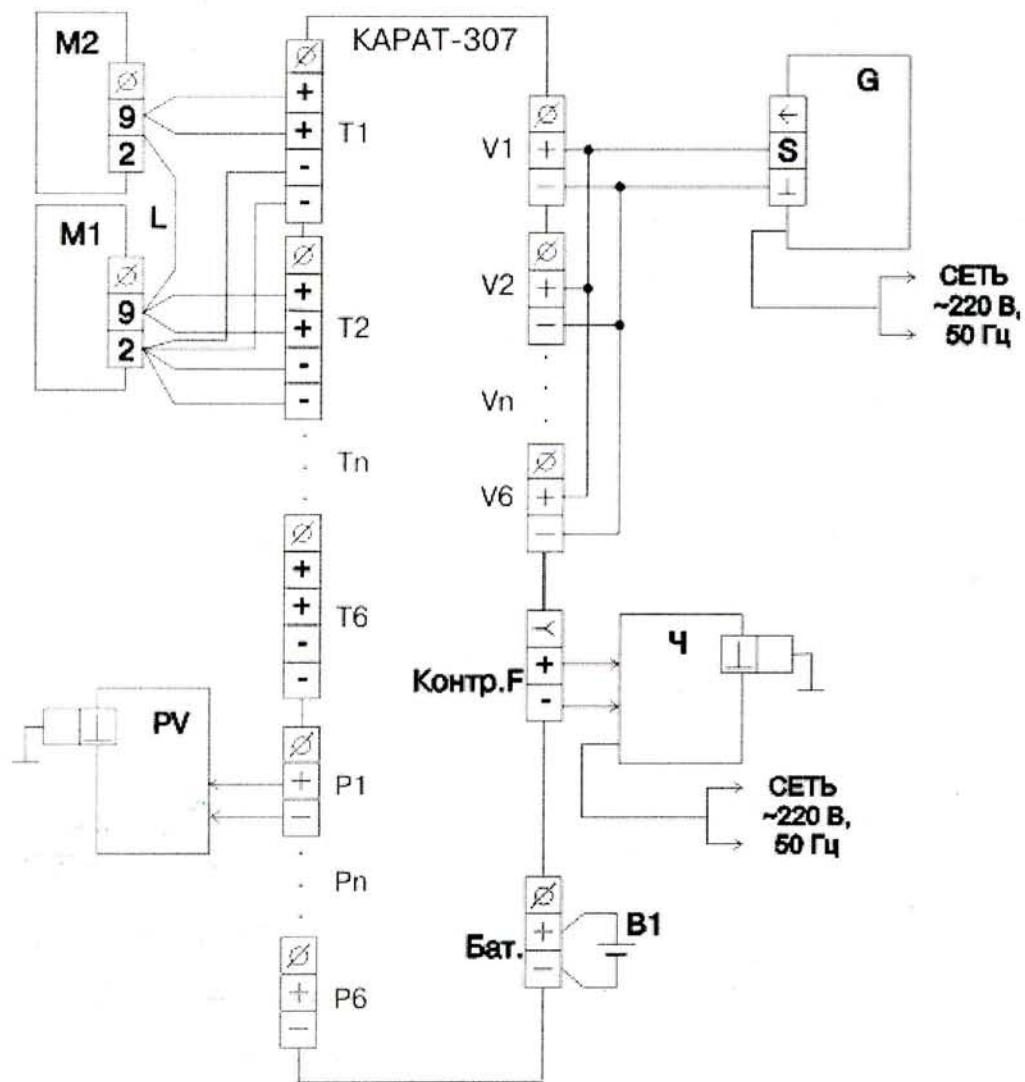 КАРАТ-307
M2
9
2
+
+
-
-
T1
L
M1
9
2
+
+
-
-
T2
Tn
+
+
-
-
T6
PV
+
–
P1
Pn
+
–
P6
V1
+
–
V2
+
–
Vn
V6
+
–
G
S
СЕТЬ
~220 В,
50 Гц
Контр.F
+
-
Ч
СЕТЬ
~220 В,
50 Гц
Бат.
+
–
B1